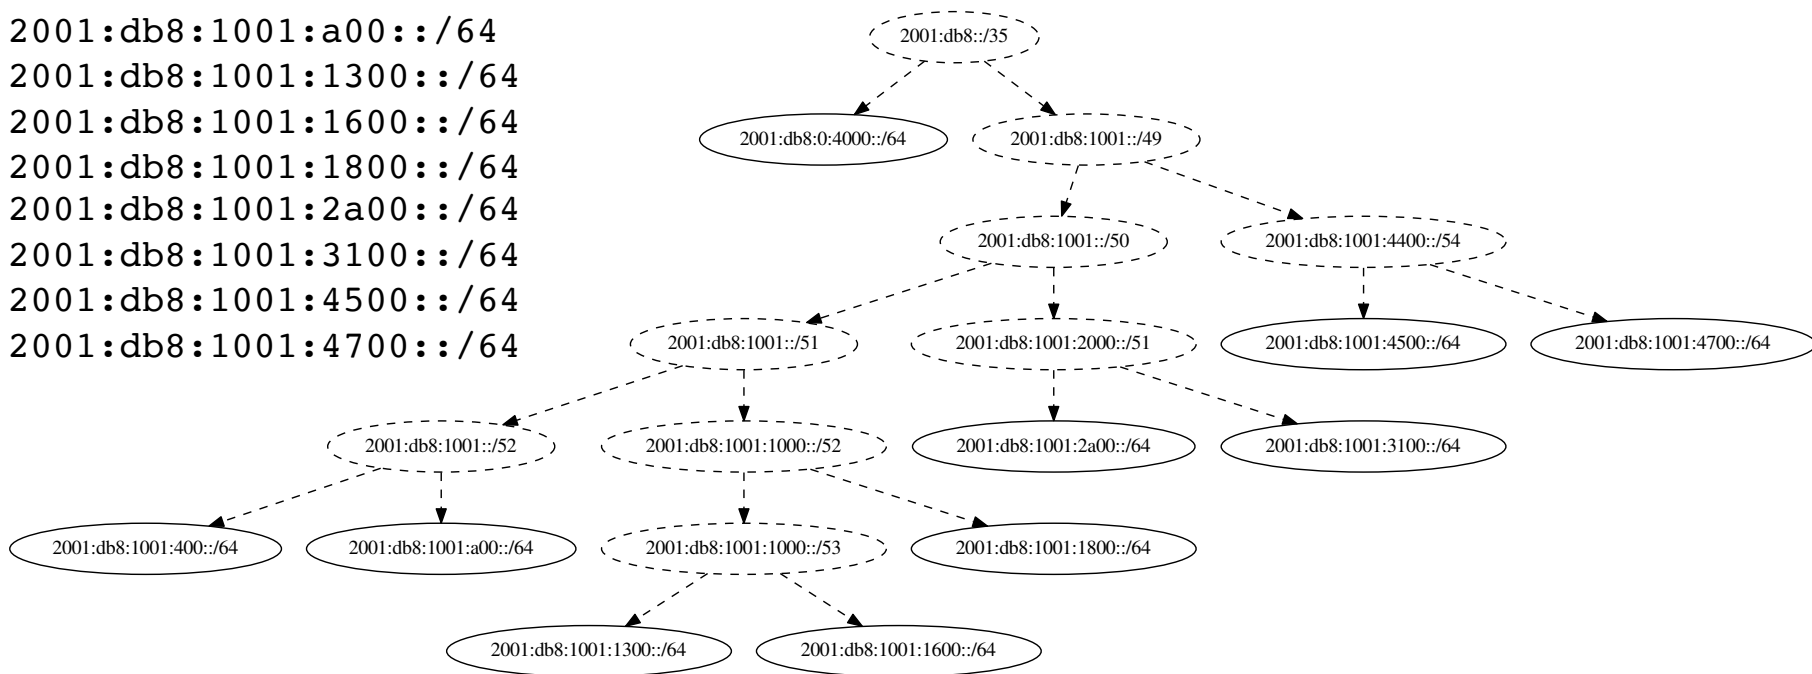 2001:db8:1001:a00::/64
2001:db8:1001:1300::/64
2001:db8:1001:1600::/64
2001:db8:1001:1800::/64
2001:db8:1001:2a00::/64
2001:db8:1001:3100::/64
2001:db8:1001:4500::/64
2001:db8:1001:4700::/64
2001:db8::/35
2001:db8:0:4000::/64
2001:db8:1001::/49
2001:db8:1001::/50
2001:db8:1001:4400::/54
2001:db8:1001::/51
2001:db8:1001:2000::/51
2001:db8:1001:4500::/64
2001:db8:1001:4700::/64
2001:db8:1001::/52
2001:db8:1001:1000::/52
2001:db8:1001:2a00::/64
2001:db8:1001:3100::/64
2001:db8:1001:400::/64
2001:db8:1001:a00::/64
2001:db8:1001:1000::/53
2001:db8:1001:1800::/64
2001:db8:1001:1300::/64
2001:db8:1001:1600::/64